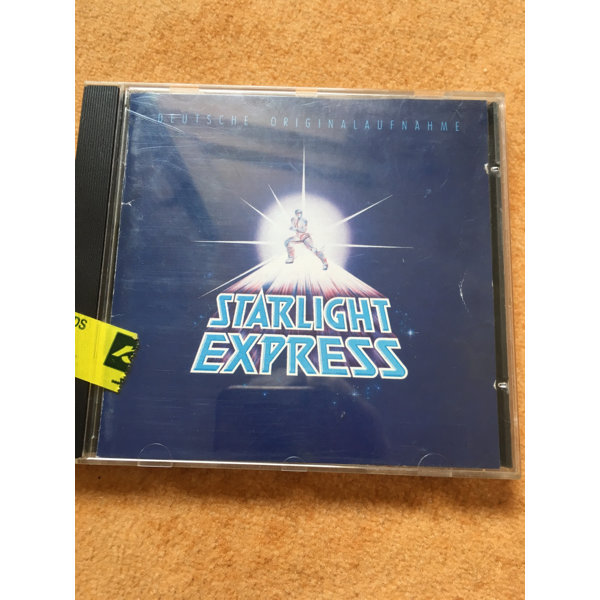 DEUTSCHE ORIGINALAUFNAHME
STARLIGHT
EXPRESS